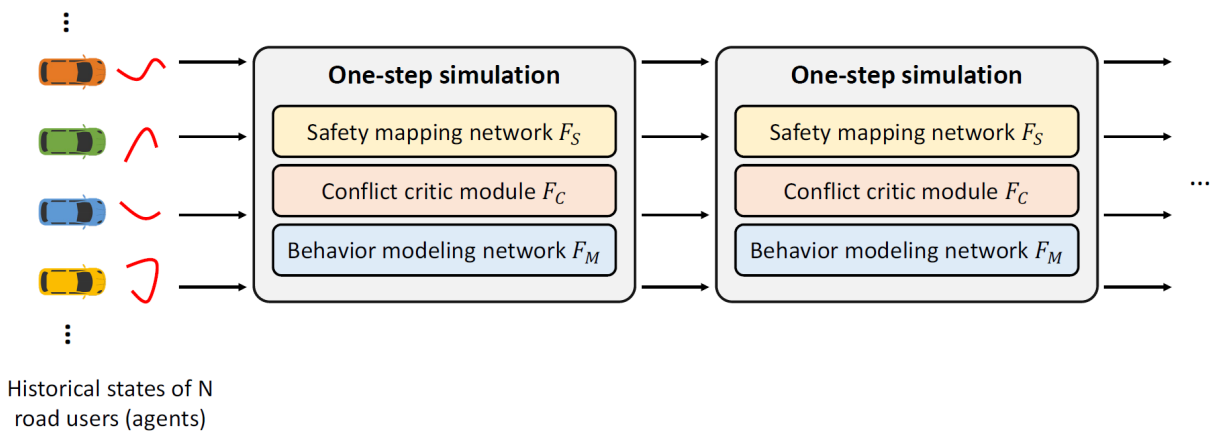 One-step simulation
Safety mapping network F_S
Conflict critic module F_C
Behavior modeling network F_M
One-step simulation
Safety mapping network F_S
Conflict critic module F_C
Behavior modeling network F_M
...
Historical states of N
road users (agents)